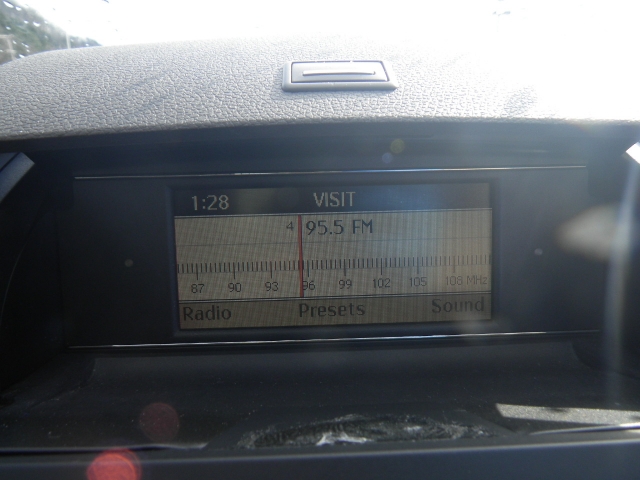 1:28 VISIT
4 95.5 FM
87 90 93 96 99 102 105 108 MHz
Radio Presets Sound